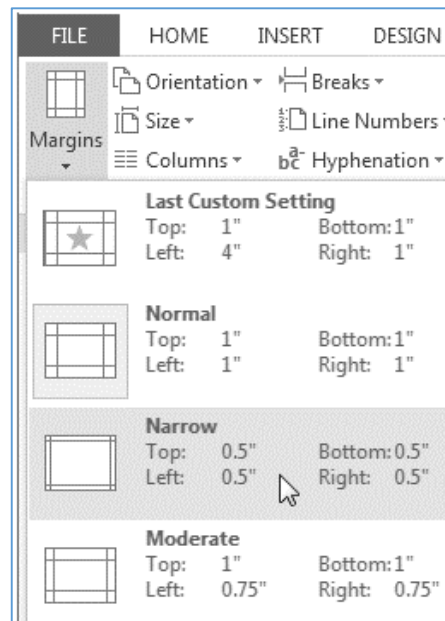 FILE HOME INSERT DESIGN
Orientation Breaks
Margins Size Line Numbers
Columns Hyphenation
Last Custom Setting
Top: 1" Bottom: 1"
Left: 4" Right: 1"
Normal
Top: 1" Bottom: 1"
Left: 1" Right: 1"
Narrow
Top: 0.5" Bottom: 0.5"
Left: 0.5" Right: 0.5"
Moderate
Top: 1" Bottom: 1"
Left: 0.75" Right: 0.75"